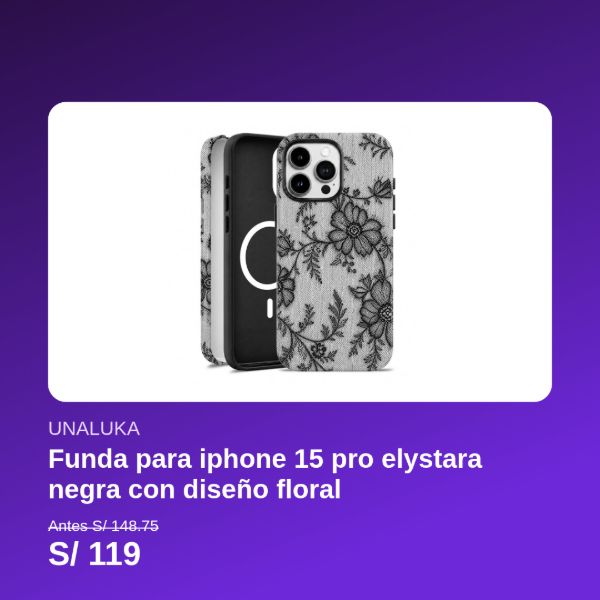 UNALUKA
Funda para iphone 15 pro elystara
negra con diseño floral
Antes S/ 148.75
S/ 119